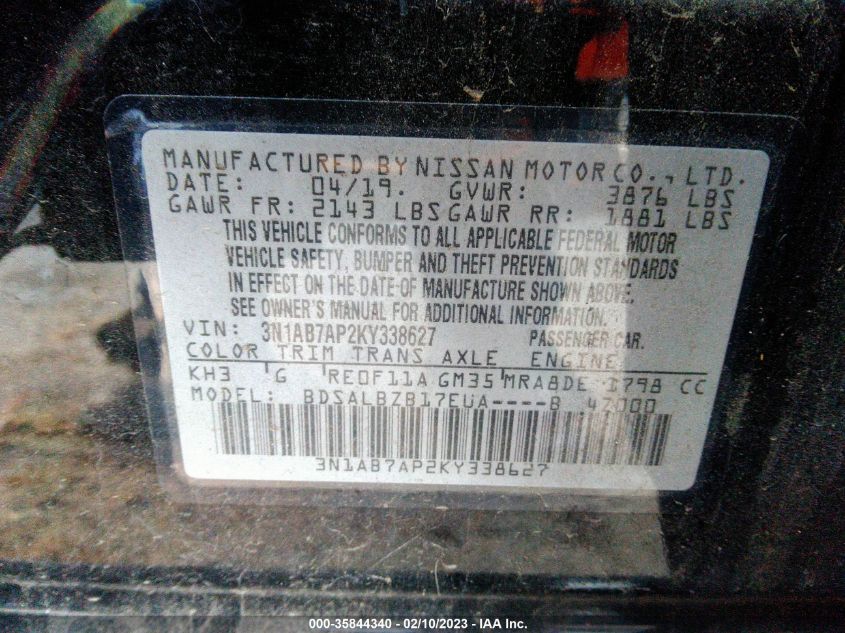 MANUFACTURED BY NISSAN MOTOR CO., LTD.
DATE: 04/19. GVWR: 3876 LBS
GAWR FR: 2143 LBS GAWR RR: 1881 LBS
THIS VEHICLE CONFORMS TO ALL APPLICABLE FEDERAL MOTOR
VEHICLE SAFETY, BUMPER AND THEFT PREVENTION STANDARDS
IN EFFECT ON THE DATE OF MANUFACTURE SHOWN ABOVE.
SEE OWNER'S MANUAL FOR ADDITIONAL INFORMATION.
VIN: 3N1AB7AP2KY338627 PASSENGER CAR.
COLOR TRIM TRANS AXLE ENGINE
KH3 G RE0F11A GM35 MRA8DE 1798 CC
MODEL: BDSALBZB17EUA----B 47000
3N1AB7AP2KY338627
000-35844340 - 02/10/2023 - IAA Inc.